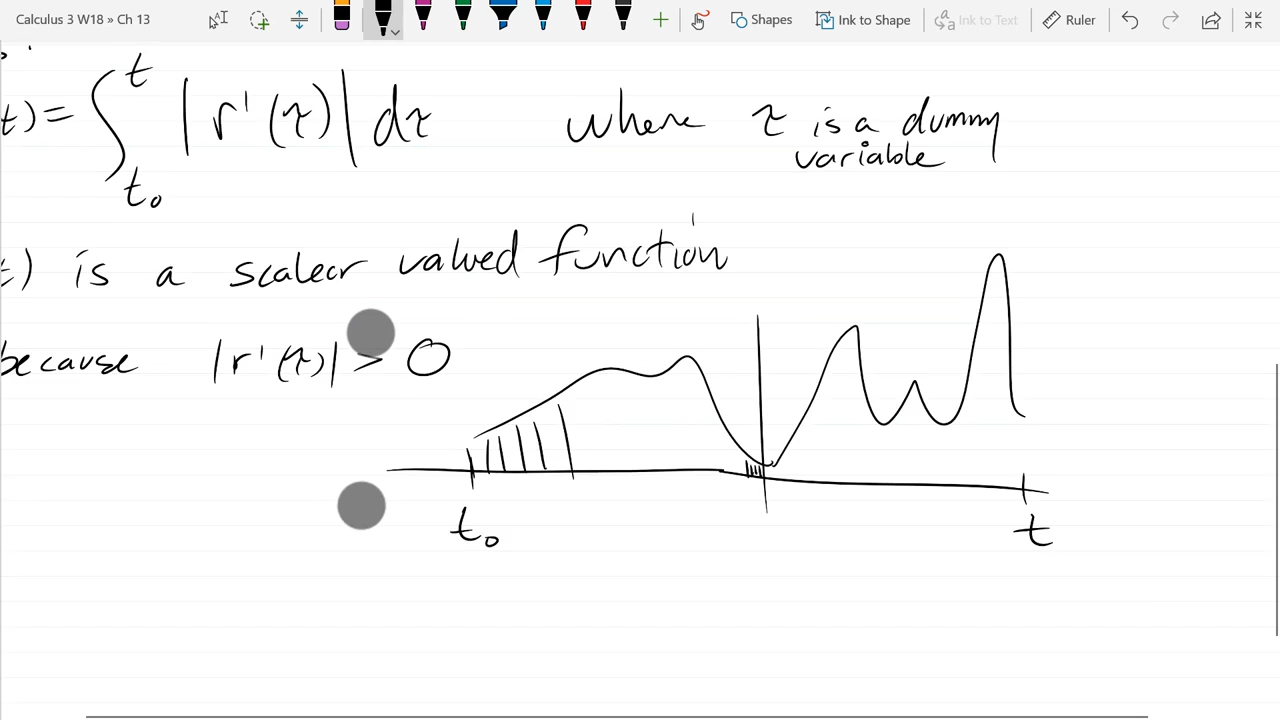 Calculus 3 W18 » Ch 13
Shapes
Ink to Shape
Ink to Text
Ruler
t
t) = ∫ |r'(τ)| dτ where τ is a dummy
variable
t₀
t) is a scalar valued function
because |r'(τ)| > 0
t₀ t